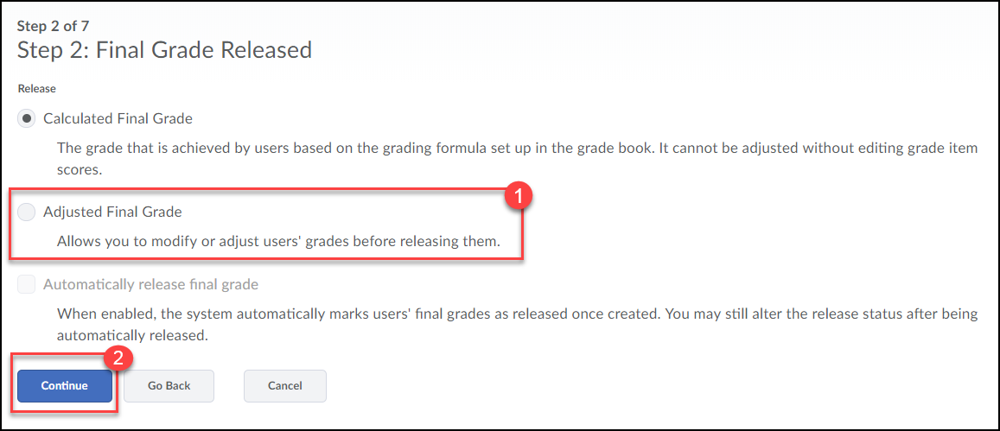 Step 2 of 7
Step 2: Final Grade Released
Release
Calculated Final Grade
The grade that is achieved by users based on the grading formula set up in the grade book. It cannot be adjusted without editing grade item
scores.
1
Adjusted Final Grade
Allows you to modify or adjust users' grades before releasing them.
Automatically release final grade
When enabled, the system automatically marks users' final grades as released once created. You may still alter the release status after being
automatically released.
2
Continue Go Back Cancel